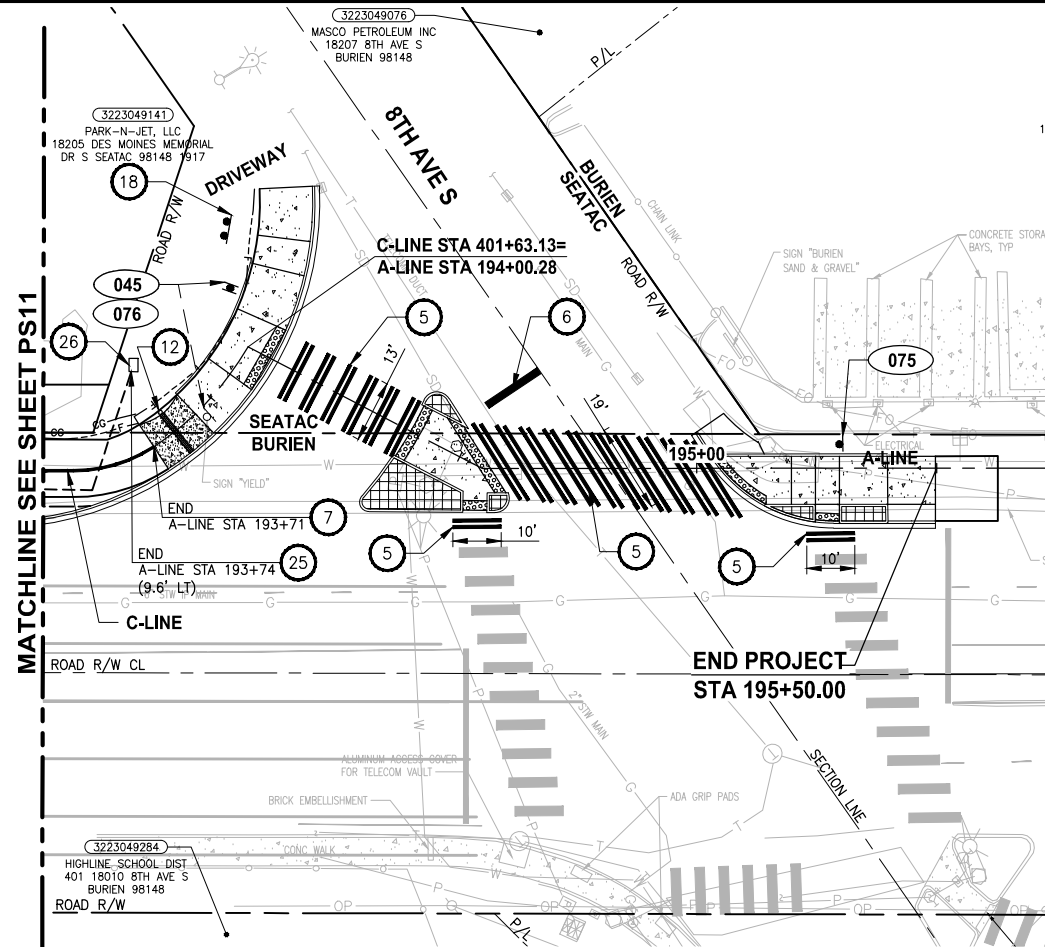 3223049076
MASCO PETROLEUM INC
18207 8TH AVE S
BURIEN 98148
P/L
3223049141
PARK-N-JET, LLC
18205 DES MOINES MEMORIAL
DR S SEATAC 98148 1917
18
DRIVEWAY
ROAD R/W
8TH AVE S
BURIEN
SEATAC
ROAD R/W
CHAIN LINK
SIGN "BURIEN
SAND & GRAVEL"
CONCRETE STORA
BAYS, TYP
C-LINE STA 401+63.13=
A-LINE STA 194+00.28
045
076
26
12
5
6
13'
19'
075
ELECTRICAL
A-LINE
195+00
SEATAC
BURIEN
SIGN "YIELD"
MATCHLINE SEE SHEET PS11
END
A-LINE STA 193+71
7
END
A-LINE STA 193+74
(9.6' LT)
25
5
10'
5
5
10'
C-LINE
ROAD R/W CL
END PROJECT
STA 195+50.00
2" STW MAIN
ALUMINUM ACCESS COVER
FOR TELECOM VAULT
BRICK EMBELLISHMENT
ADA GRIP PADS
SECTION LNE
CONC WALK
3223049284
HIGHLINE SCHOOL DIST
401 18010 8TH AVE S
BURIEN 98148
ROAD R/W
P/L